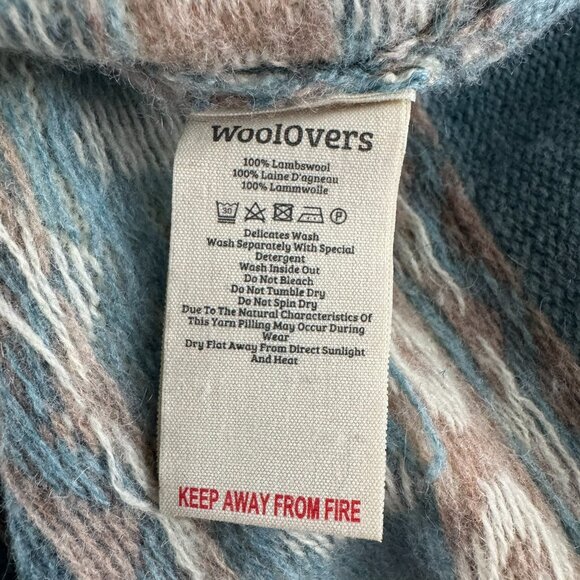 WoolOvers
100% Lambswool
100% Laine D'agneau
100% Lammwolle
30 P
Delicates Wash
Wash Separately With Special
Detergent
Wash Inside Out
Do Not Bleach
Do Not Tumble Dry
Do Not Spin Dry
Due To The Natural Characteristics Of
This Yarn Pilling May Occur During
Wear
Dry Flat Away From Direct Sunlight
And Heat
KEEP AWAY FROM FIRE